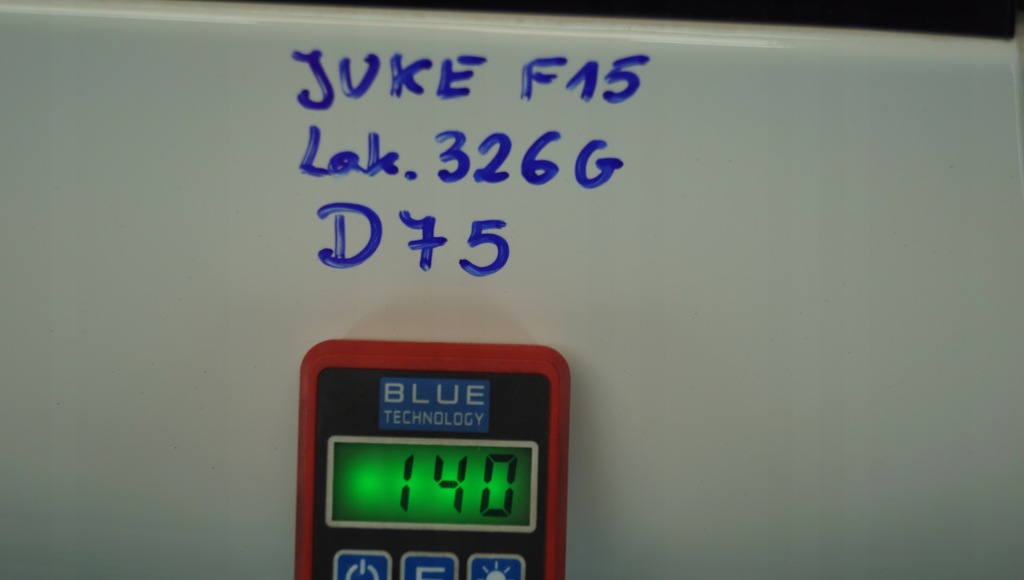 JUKE F15
Lak. 326G
D75
BLUE
TECHNOLOGY
140